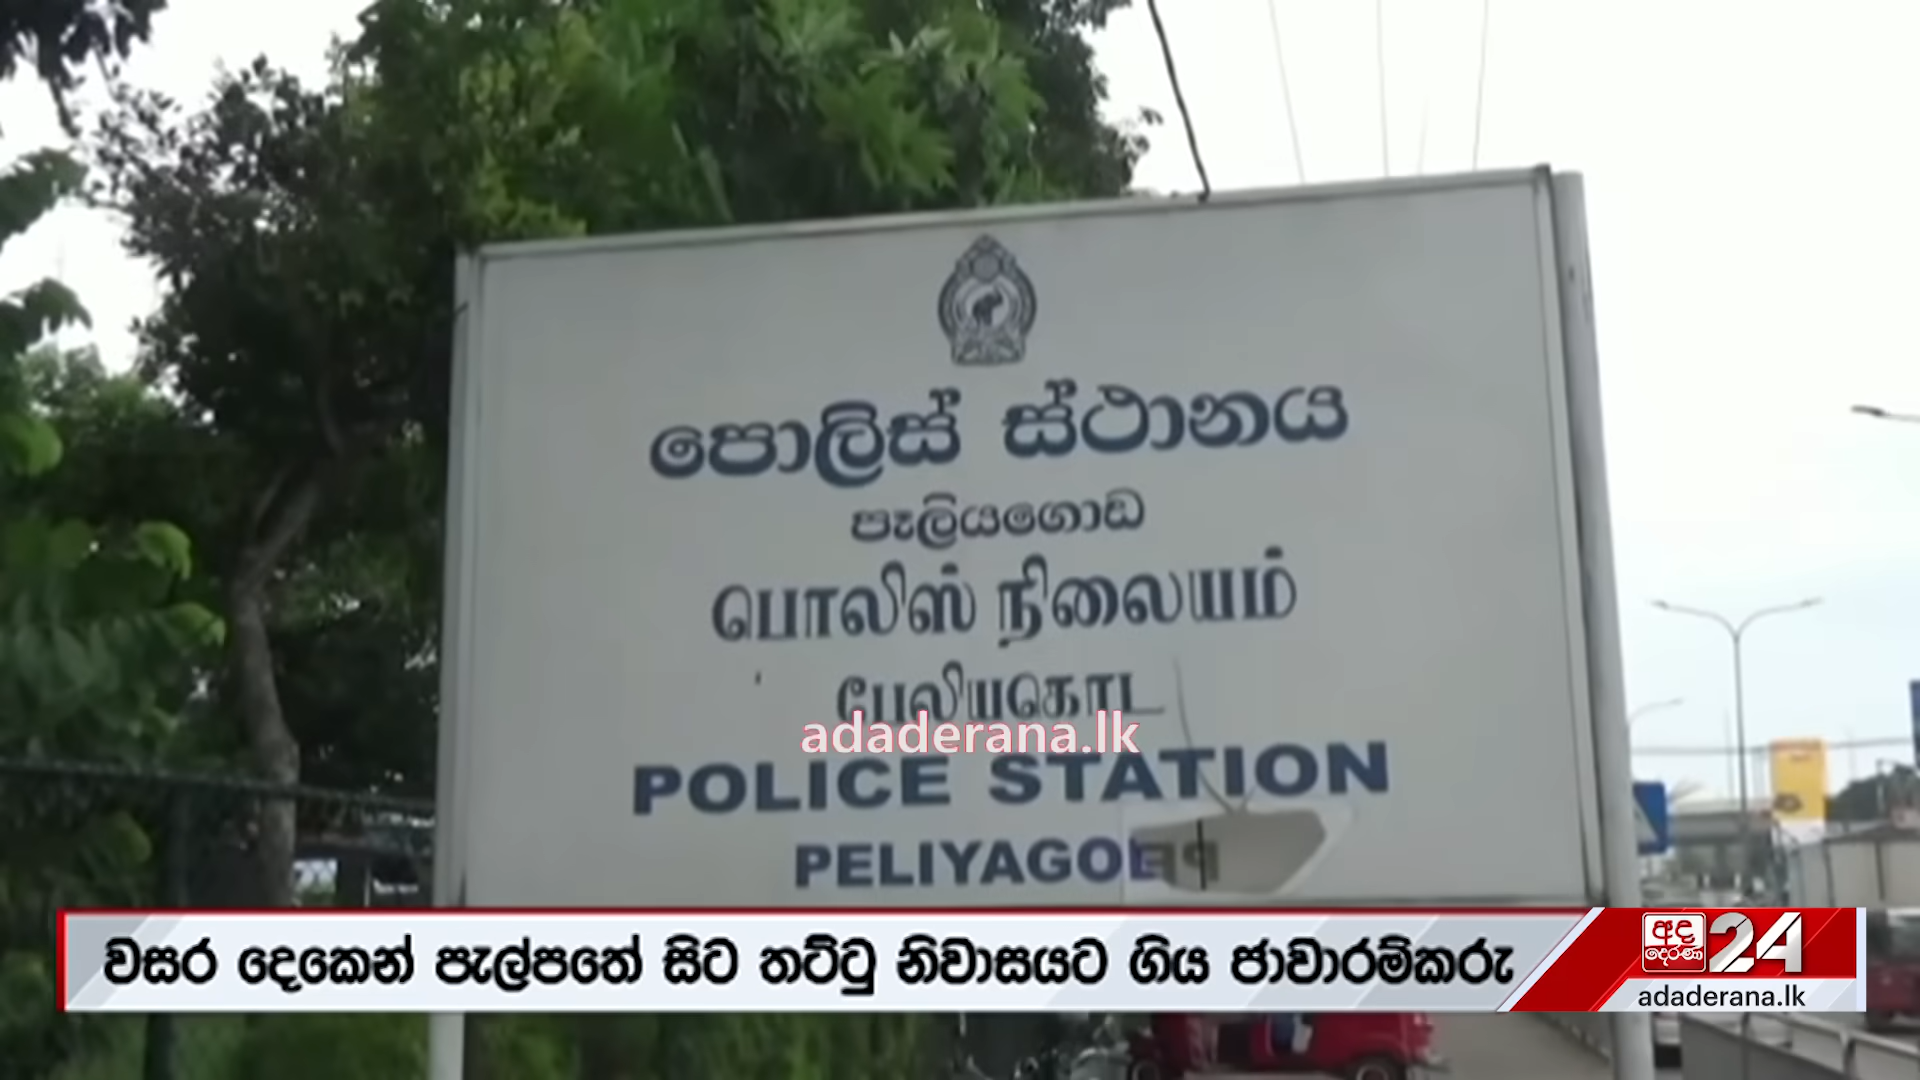 පොලිස් ස්ථානය
පෑලියගොඩ
பொலிஸ் நிலையம்
பேலியகொட
adaderana.lk
POLICE STATION
PELIYAGO
වසර දෙකෙන් පැල්පතේ සිට තට්ටු නිවාසයට ගිය ජාවාරම්කරු
අද දෙරණ 24
adaderana.lk